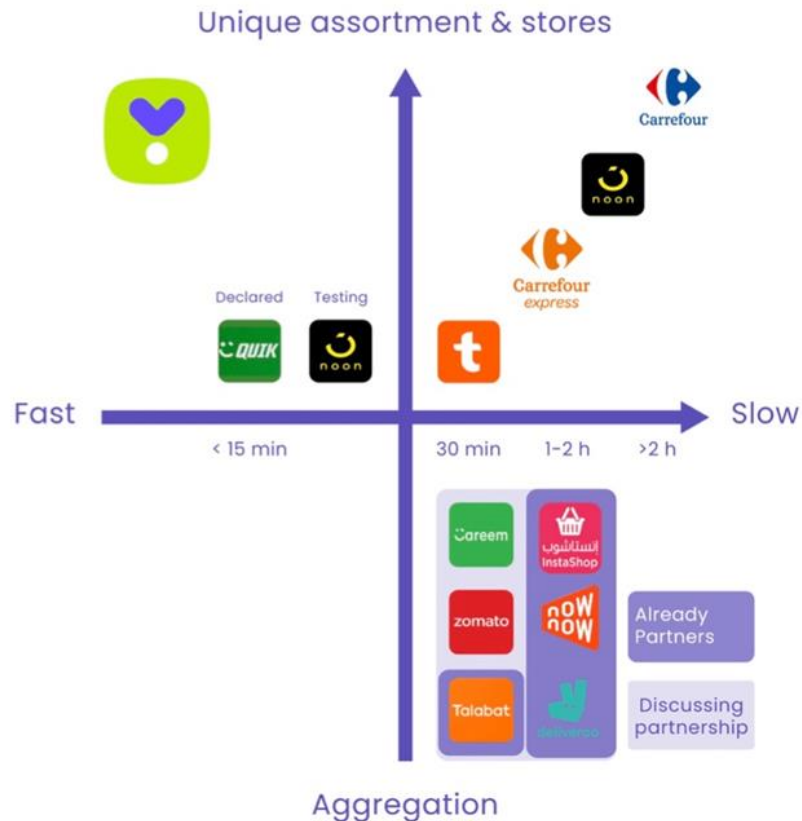 Unique assortment & stores
Carrefour
noon
Carrefour
express
Declared
Testing
QUIK
noon
t
Fast
Slow
< 15 min
30 min
1-2 h
>2 h
Careem
إنستاشوب
InstaShop
zomato
NOW
NOW
Already
Partners
Talabat
deliveroo
Discussing
partnership
Aggregation